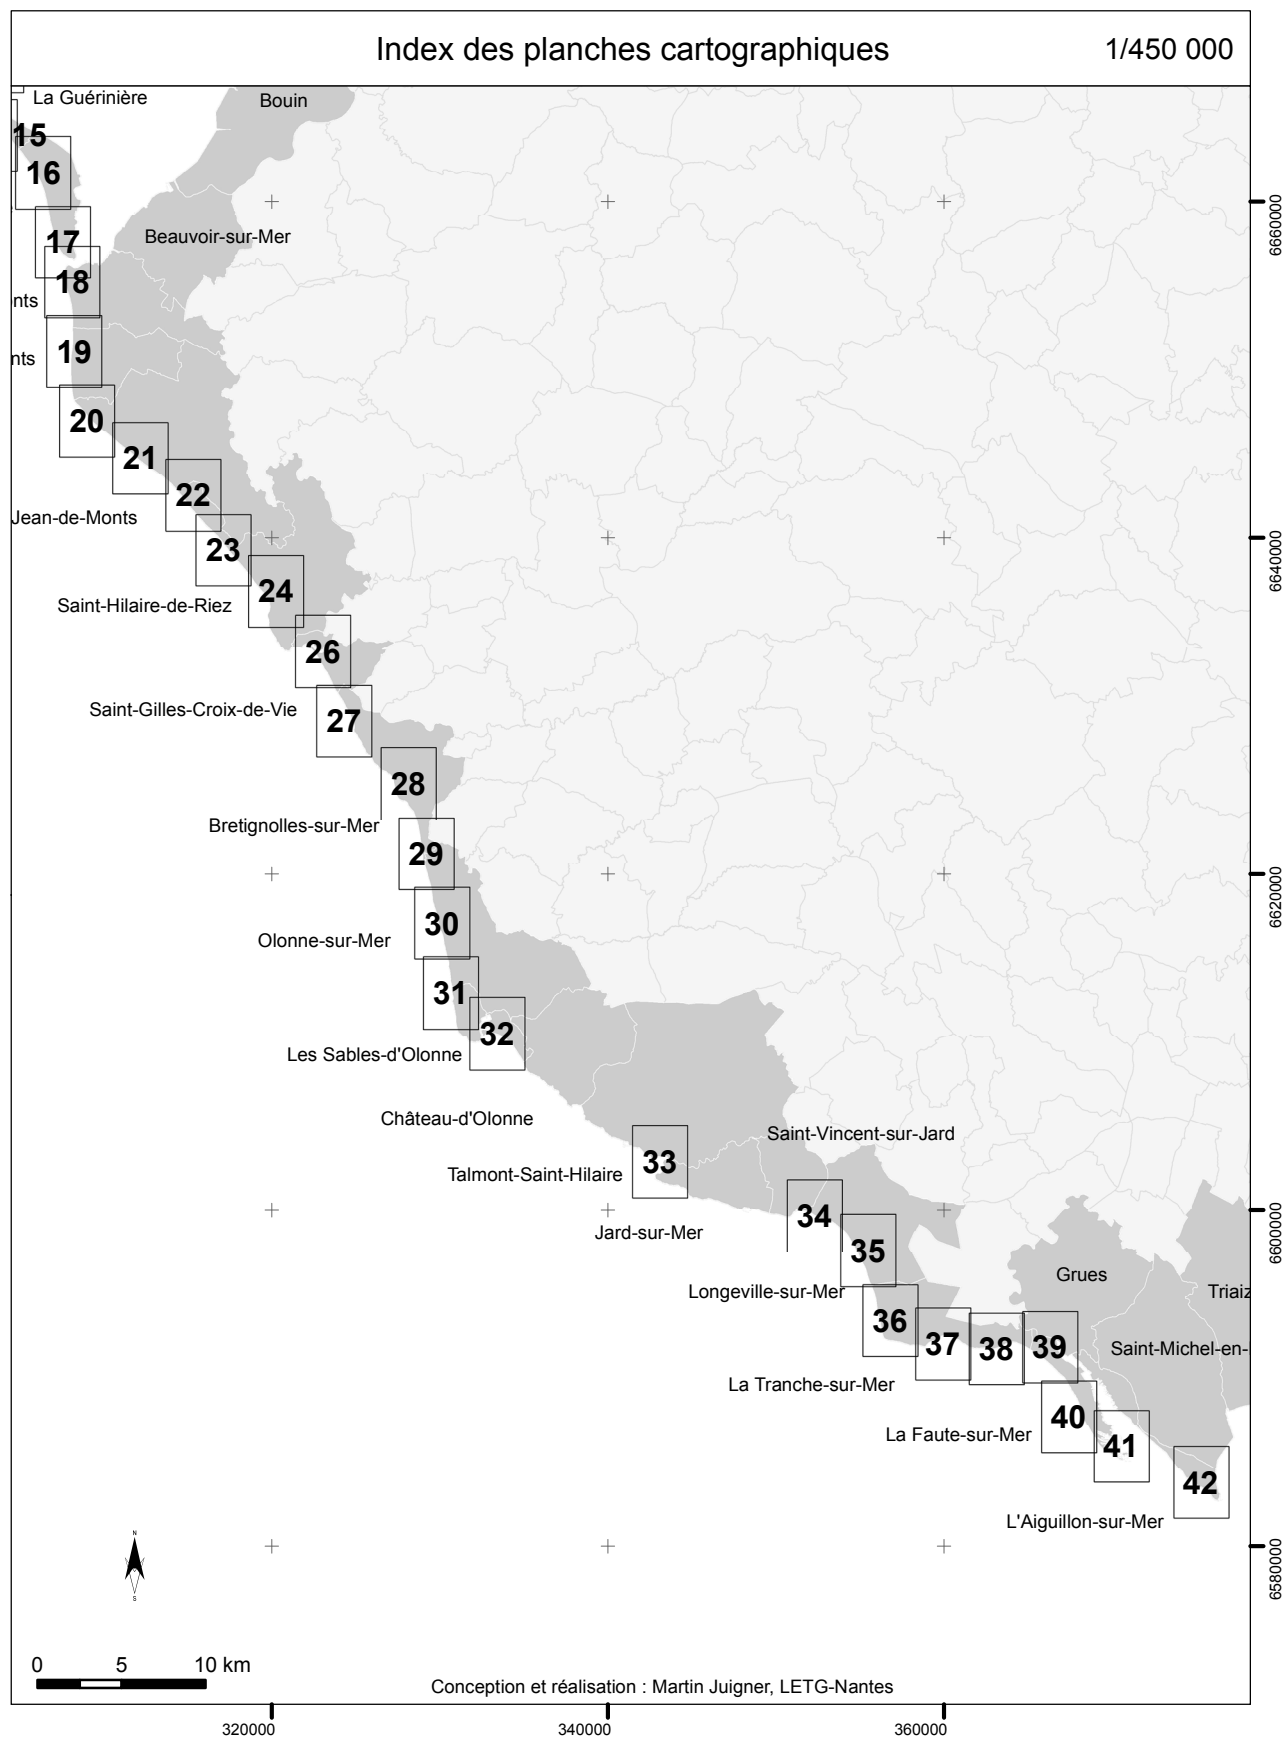 Index des planches cartographiques
1/450 000
La Guérinière
Bouin
15
16
6660000
Beauvoir-sur-Mer
17
18
nts
19
nts
20
21
22
Jean-de-Monts
23
6640000
24
Saint-Hilaire-de-Riez
26
Saint-Gilles-Croix-de-Vie
27
28
Bretignolles-sur-Mer
29
6620000
30
Olonne-sur-Mer
31
32
Les Sables-d'Olonne
Château-d'Olonne
Saint-Vincent-sur-Jard
33
Talmont-Saint-Hilaire
34
6600000
Jard-sur-Mer
35
Grues
Longeville-sur-Mer
Triaiz
36
37
38
39
Saint-Michel-en-
La Tranche-sur-Mer
40
La Faute-sur-Mer
41
42
L'Aiguillon-sur-Mer
N
S
6580000
0 5 10 km
Conception et réalisation : Martin Juigner, LETG-Nantes
320000 340000 360000